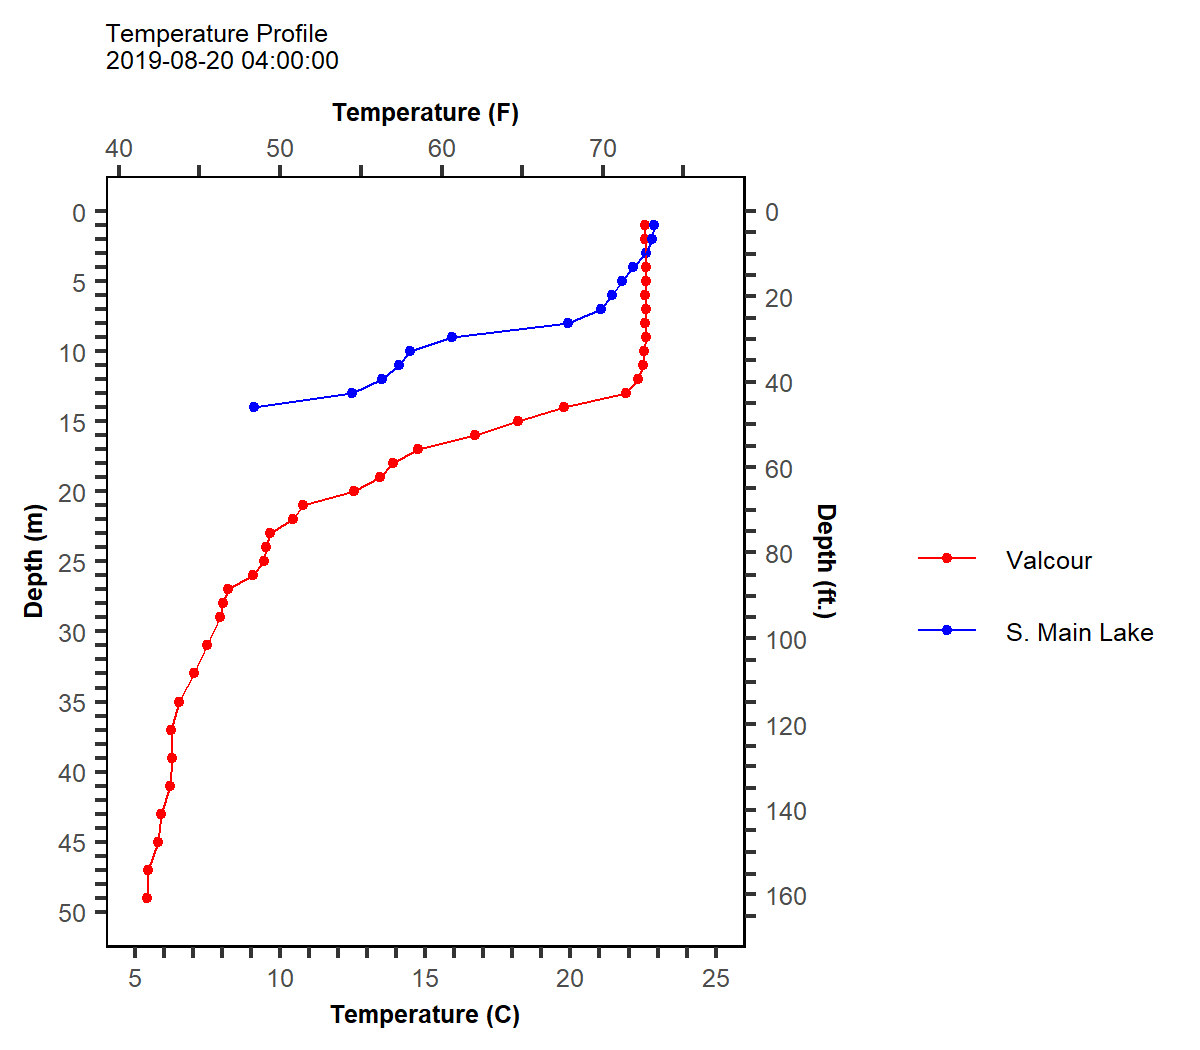 Temperature Profile
2019-08-20 04:00:00
Temperature (F)
40 50 60 70
0
5
10
15
20
25
30
35
40
45
50
Depth (m)
0
20
40
60
80
100
120
140
160
Depth (ft.)
Valcour
S. Main Lake
5 10 15 20 25
Temperature (C)